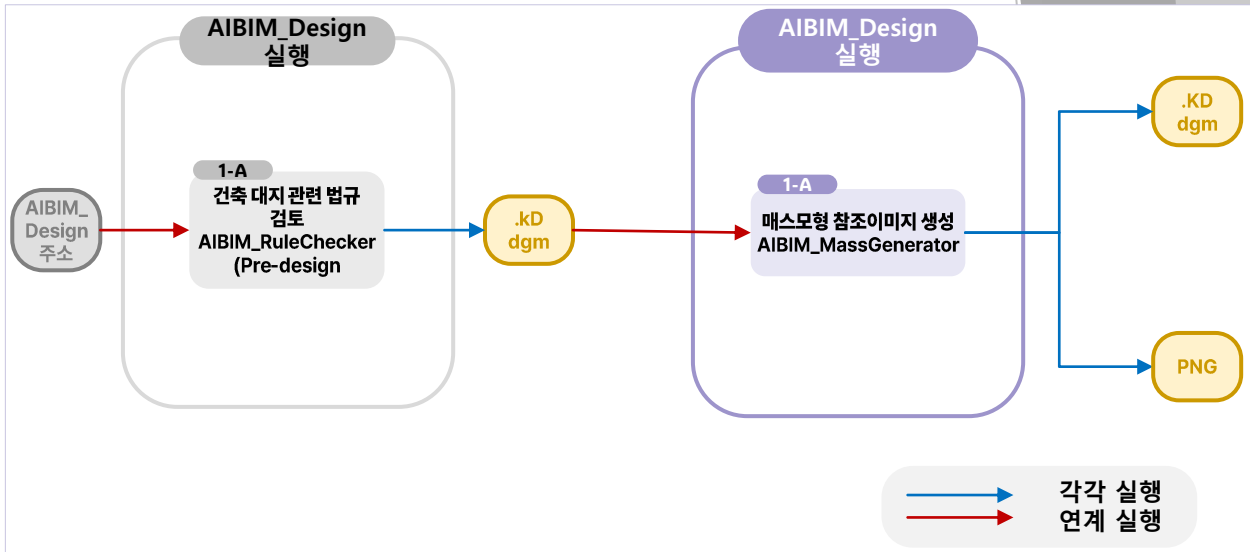 AIBIM_Design
실행
AIBIM_Design
실행
AIBIM_
Design
주소
1-A
건축 대지 관련 법규
검토
AIBIM_RuleChecker
(Pre-design
.kD
dgm
1-A
매스모형 참조이미지 생성
AIBIM_MassGenerator
.KD
dgm
PNG
각각 실행
연계 실행